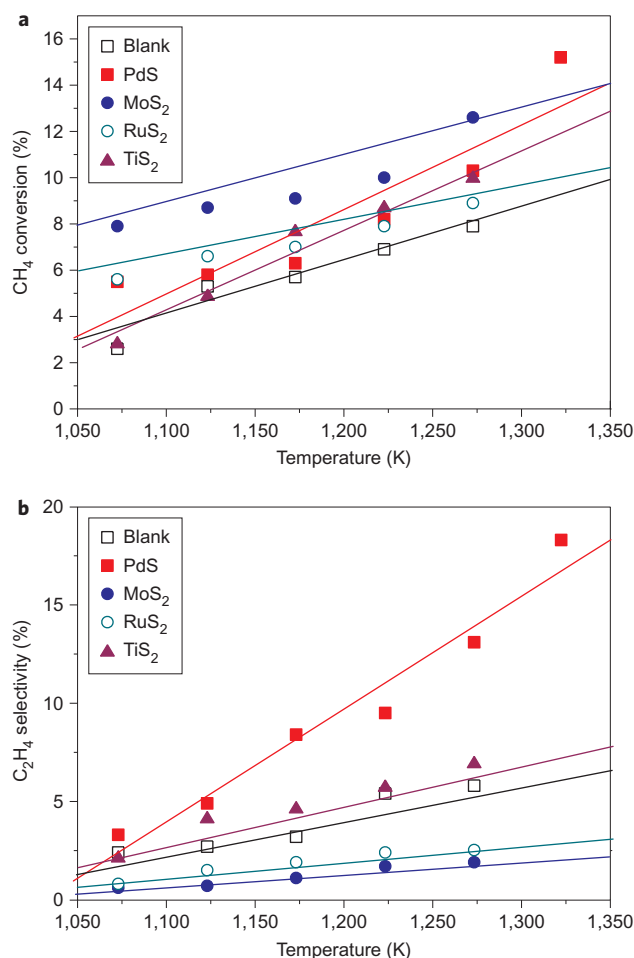 a
16
14
12
10
8
6
4
2
0
CH₄ conversion (%)
Blank
PdS
MoS₂
RuS₂
TiS₂
1,050 1,100 1,150 1,200 1,250 1,300 1,350
Temperature (K)
b
20
15
10
5
0
C₂H₄ selectivity (%)
Blank
PdS
MoS₂
RuS₂
TiS₂
1,050 1,100 1,150 1,200 1,250 1,300 1,350
Temperature (K)